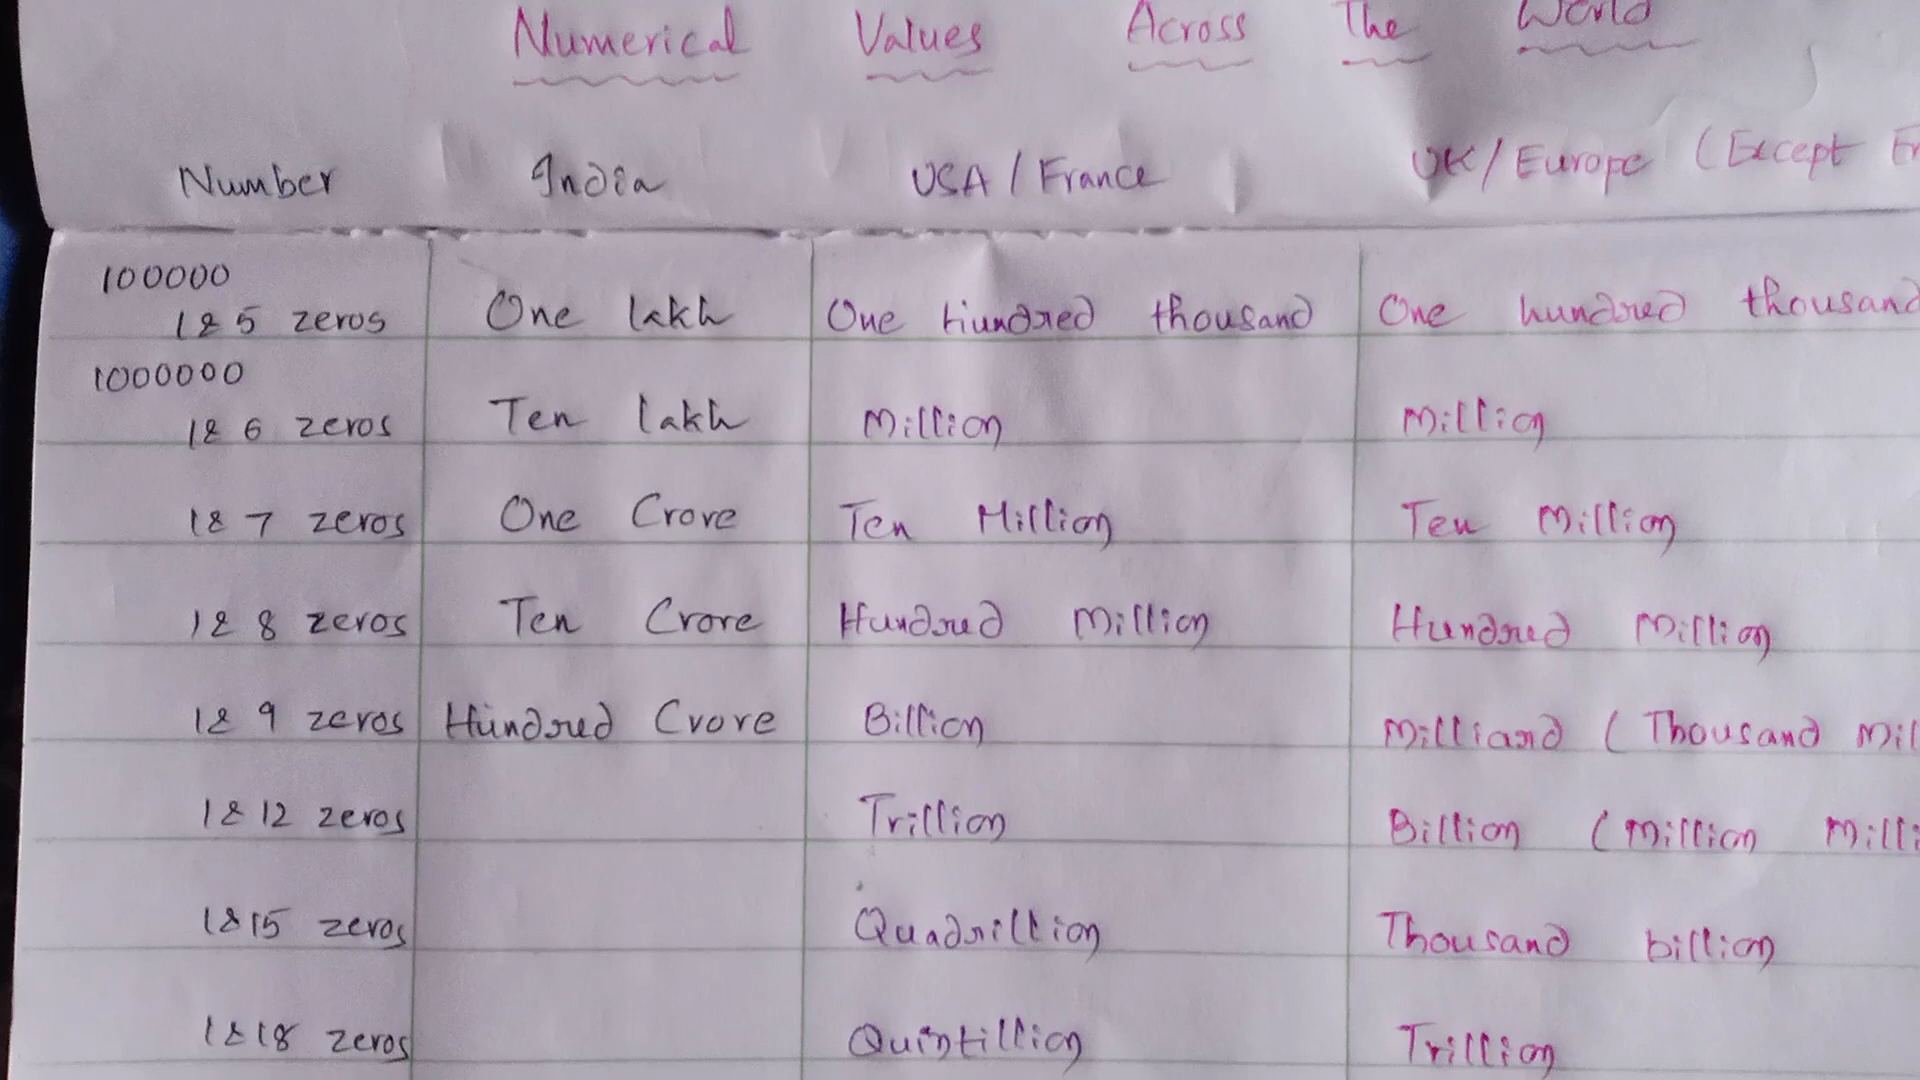 Numerical Values Across The World
Number India USA / France UK / Europe (Except
100000
1 & 5 zeros One lakh One Hundred thousand One hundred thousand
1000000
1 & 6 zeros Ten lakh Million Million
1 & 7 zeros One Crore Ten Million Ten Million
1 & 8 zeros Ten Crore Hundred Million Hundred Million
1 & 9 zeros Hundred Crore Billion Milliard (Thousand Mil
1 & 12 zeros Trillion Billion (Million Milli
1 & 15 zeros Quadrillion Thousand billion
1 & 18 zeros Quintillion Trillion